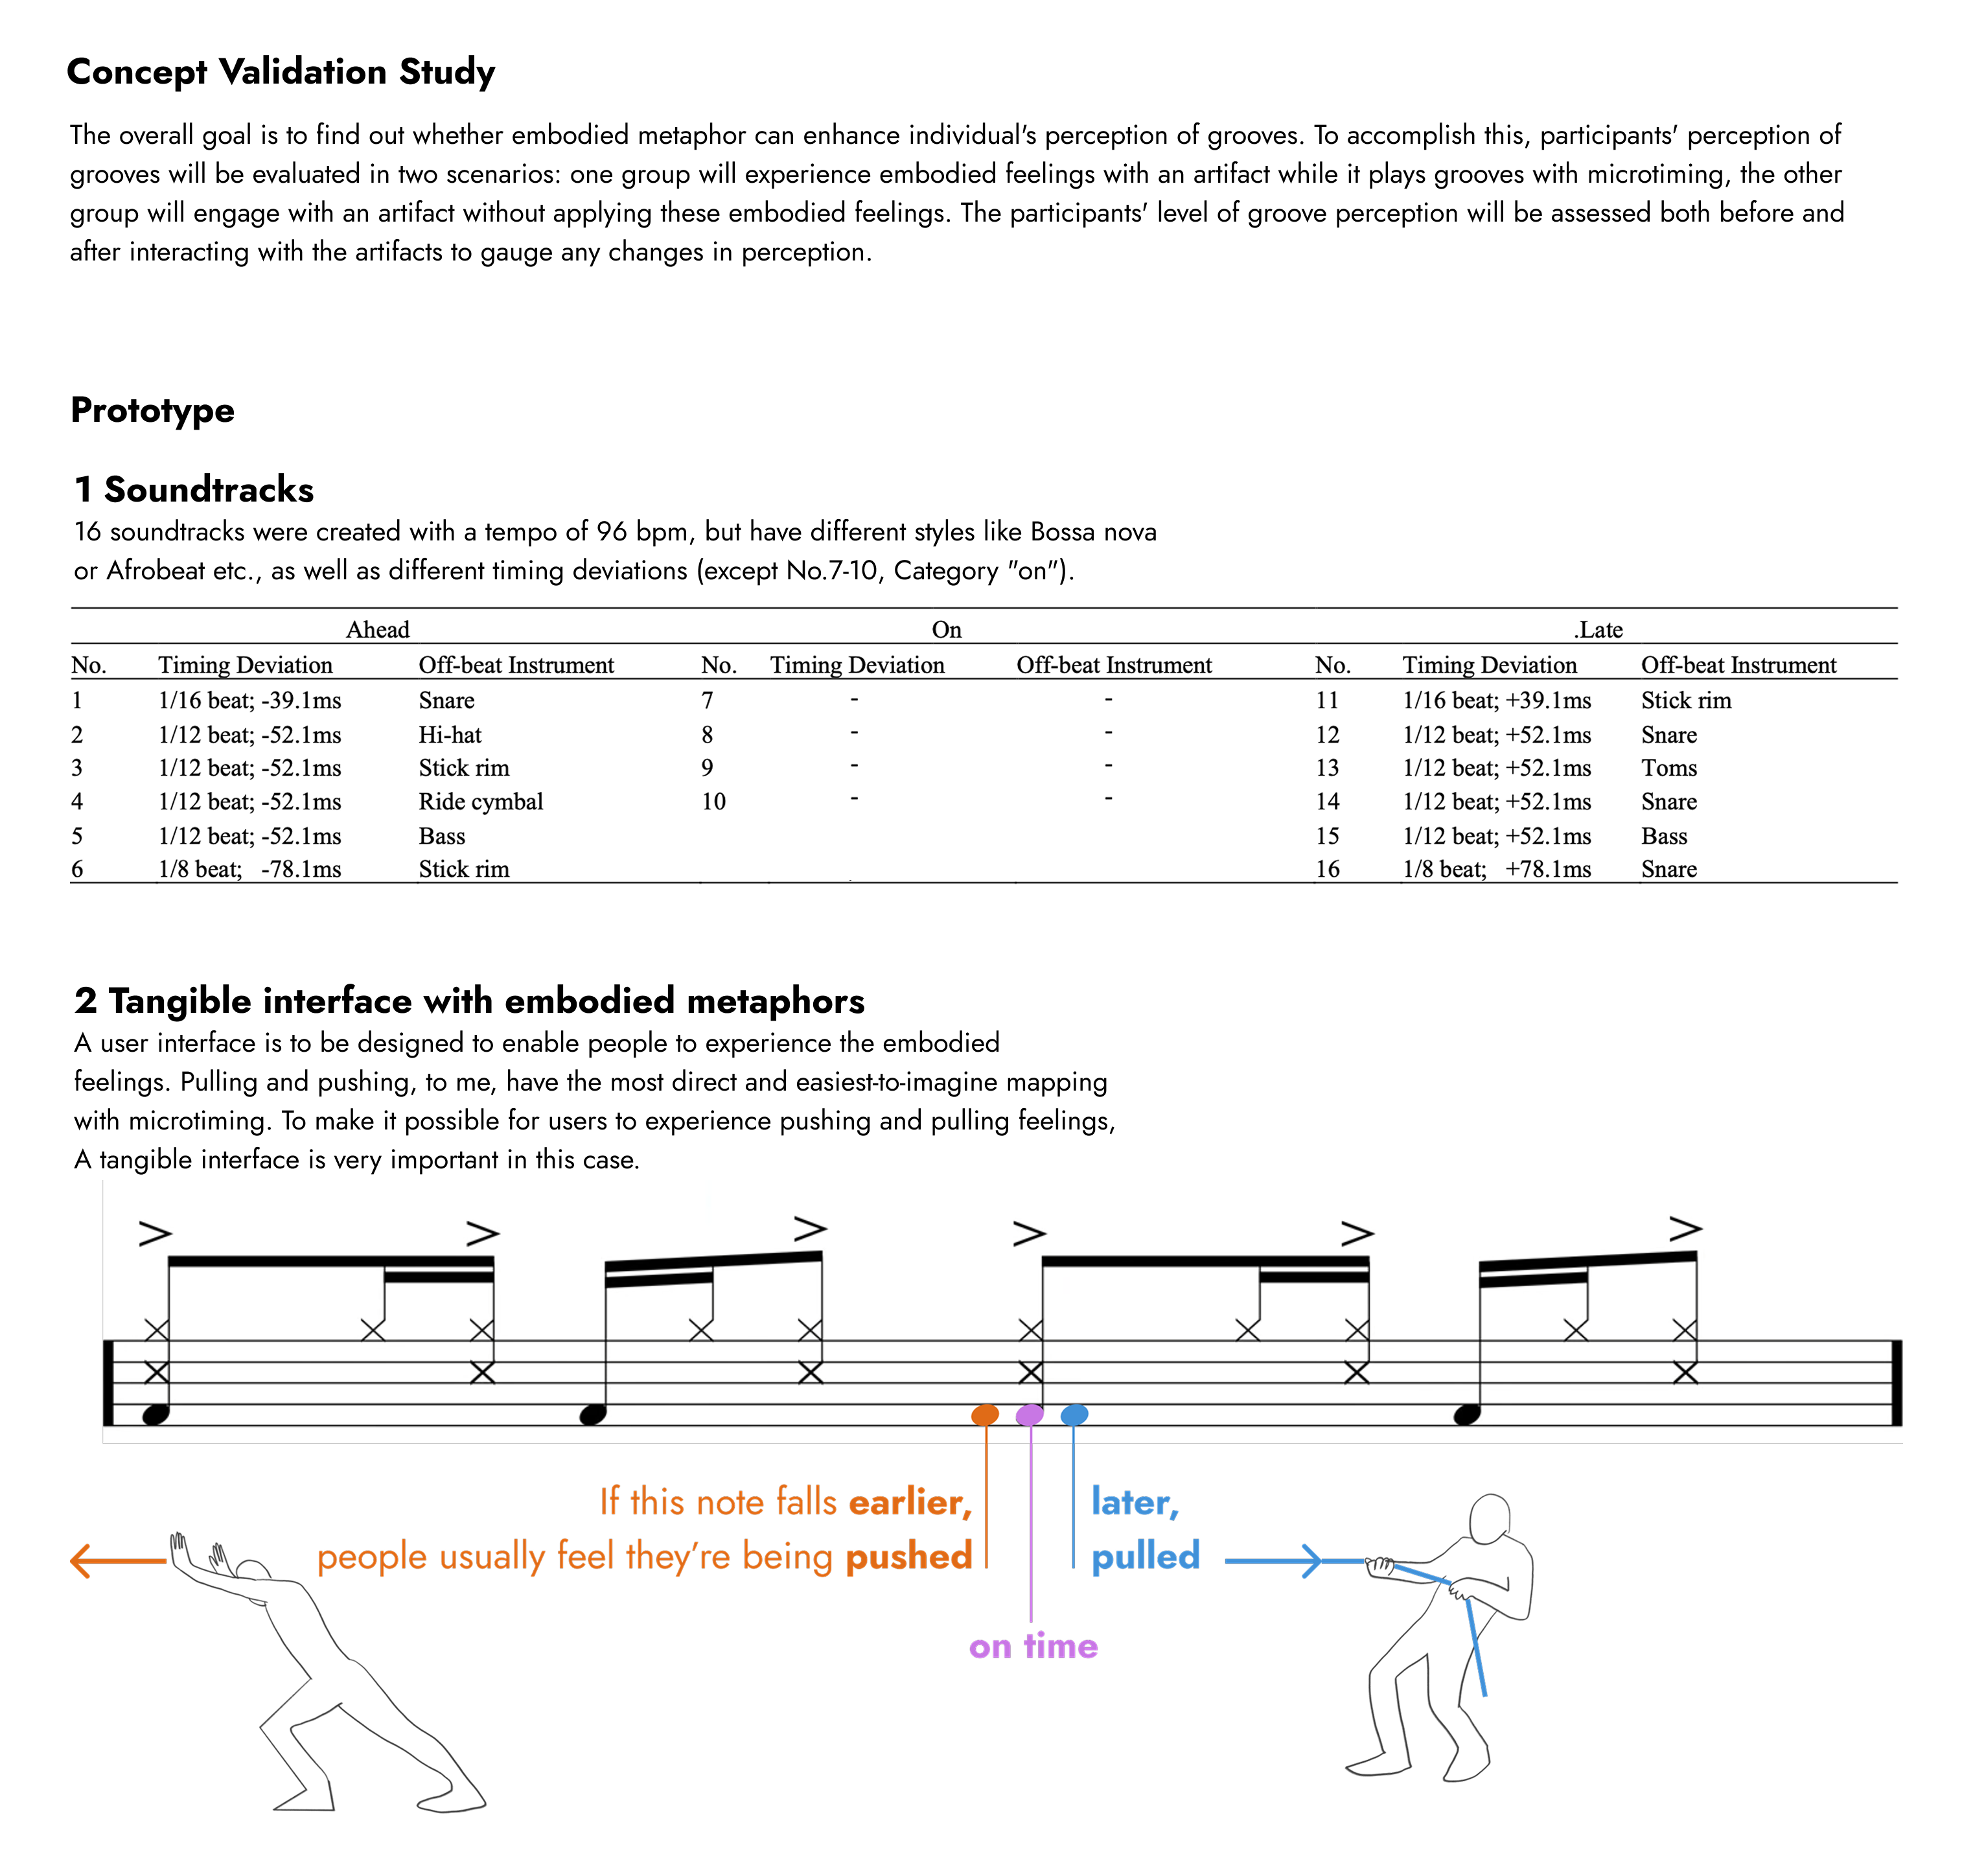 Concept Validation Study
The overall goal is to find out whether embodied metaphor can enhance individual's perception of grooves. To accomplish this, participants' perception of
grooves will be evaluated in two scenarios: one group will experience embodied feelings with an artifact while it plays grooves with microtiming, the other
group will engage with an artifact without applying these embodied feelings. The participants' level of groove perception will be assessed both before and
after interacting with the artifacts to gauge any changes in perception.
Prototype
1 Soundtracks
16 soundtracks were created with a tempo of 96 bpm, but have different styles like Bossa nova
or Afrobeat etc., as well as different timing deviations (except No.7-10, Category "on").
Ahead On .Late
No. Timing Deviation Off-beat Instrument No. Timing Deviation Off-beat Instrument No. Timing Deviation Off-beat Instrument
1 1/16 beat; -39.1ms Snare 7 - - 11 1/16 beat; +39.1ms Stick rim
2 1/12 beat; -52.1ms Hi-hat 8 - - 12 1/12 beat; +52.1ms Snare
3 1/12 beat; -52.1ms Stick rim 9 - - 13 1/12 beat; +52.1ms Toms
4 1/12 beat; -52.1ms Ride cymbal 10 - - 14 1/12 beat; +52.1ms Snare
5 1/12 beat; -52.1ms Bass 15 1/12 beat; +52.1ms Bass
6 1/8 beat; -78.1ms Stick rim 16 1/8 beat; +78.1ms Snare
2 Tangible interface with embodied metaphors
A user interface is to be designed to enable people to experience the embodied
feelings. Pulling and pushing, to me, have the most direct and easiest-to-imagine mapping
with microtiming. To make it possible for users to experience pushing and pulling feelings,
A tangible interface is very important in this case.
If this note falls earlier,
people usually feel they're being pushed
later,
pulled
on time